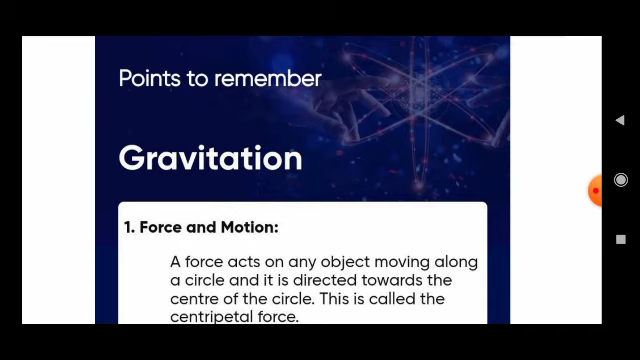 Points to remember
Gravitation
1. Force and Motion:
A force acts on any object moving along
a circle and it is directed towards the
centre of the circle. This is called the
centripetal force.